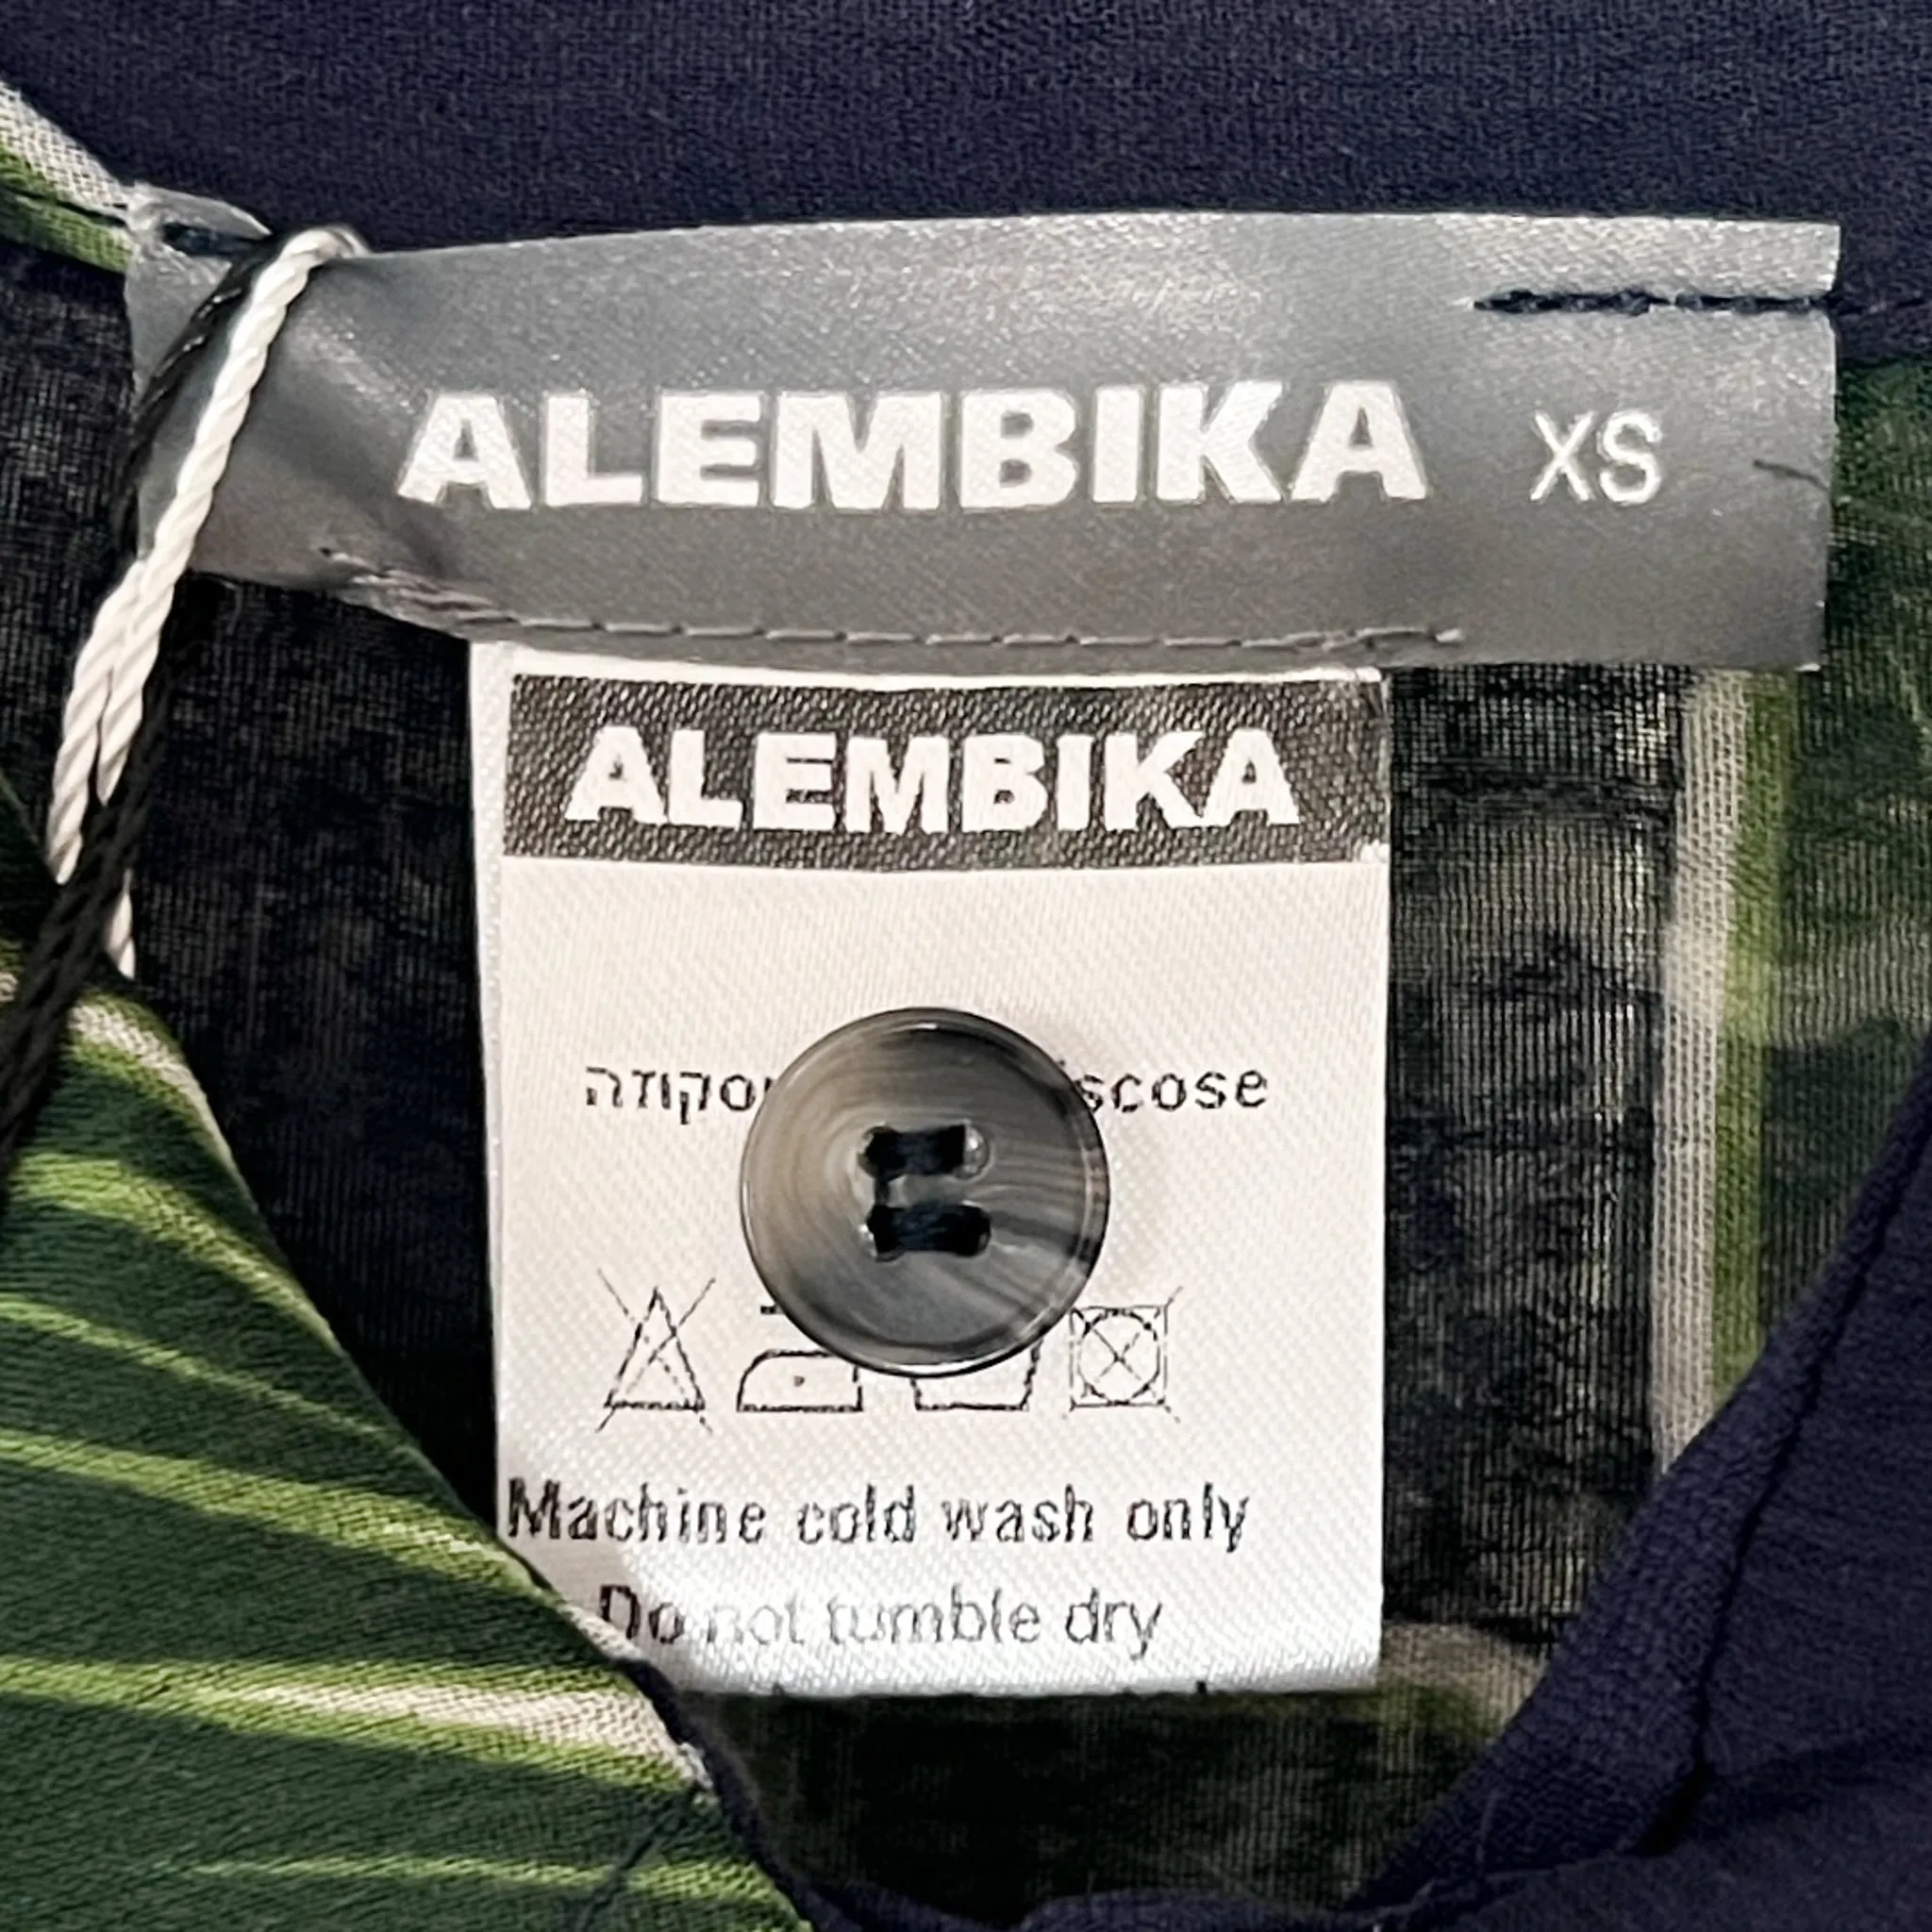 ALEMBIKA XS
ALEMBIKA
Machine cold wash only
Do not tumble dry